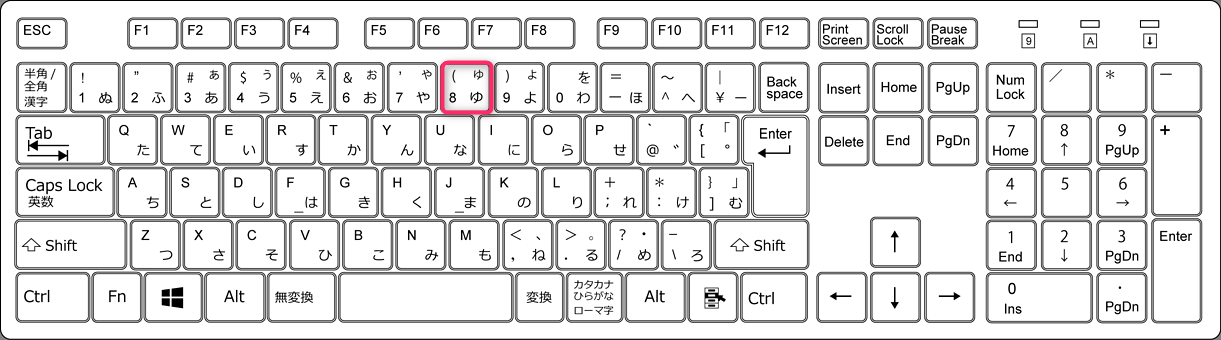 ESC F1 F2 F3 F4 F5 F6 F7 F8 F9 F10 F11 F12 Print Scroll Pause
Screen Lock Break
9 A ⬇
半角/ ! " # ぁ $ ぅ % ぇ & ぉ ' ゃ ( ゅ ) ょ を = ～ | Back Insert Home PgUp Num ／ * －
全角 space Lock
漢字 1 ぬ 2 ふ 3 あ 4 う 5 え 6 お 7 や 8 ゆ 9 よ 0 わ － ほ ^ へ ¥ ー
Tab Q W E R T Y U I O P ` { 「 Enter Delete End PgDn 7 8 9 +
た て い す か ん な に ら せ @ ゛ [ ° Home ↑ PgUp
Caps Lock A S D F G H J K L + * } 」 4 5 6
英数 ち と し _は き く _ま の り ; れ : け ] む ← →
Shift Z X C V B N M < 、 > 。 ? ・ _ Shift ↑ 1 2 3 Enter
つ さ そ ひ こ み も , ね . る / め \ ろ End ↓ PgDn
Ctrl Fn Alt 無変換 変換 カタカナ Alt Ctrl ← ↓ → 0 .
ひらがな Ins PgDn
ローマ字